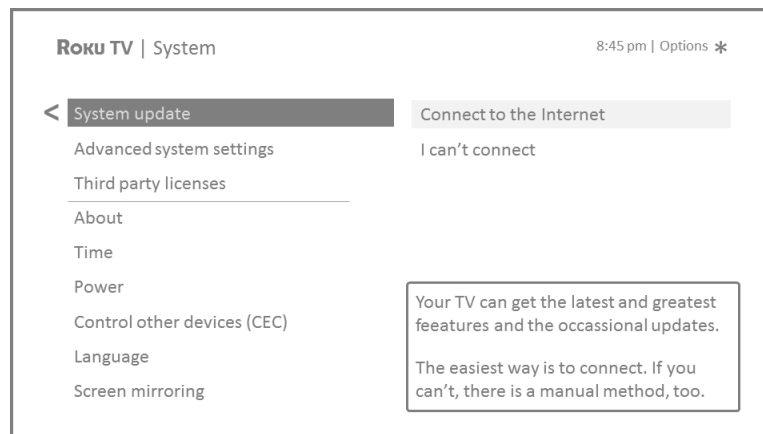 Roku TV | System
8:45 pm | Options *
< System update
Advanced system settings
Third party licenses
About
Time
Power
Control other devices (CEC)
Language
Screen mirroring
Connect to the Internet
I can't connect
Your TV can get the latest and greatest
feeatures and the occassional updates.
The easiest way is to connect. If you
can't, there is a manual method, too.